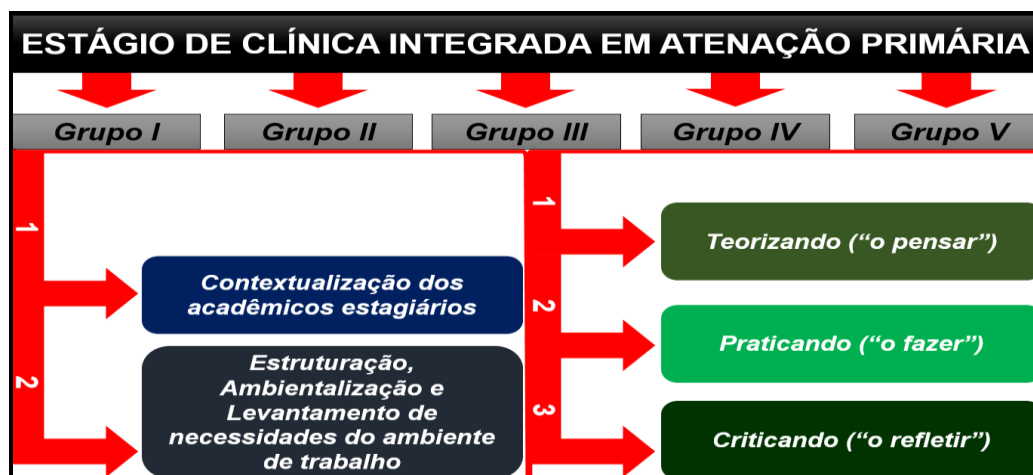 ESTÁGIO DE CLÍNICA INTEGRADA EM ATENAÇÃO PRIMÁRIA
Grupo I
Grupo II
Grupo III
Grupo IV
Grupo V
1
Contextualização dos
acadêmicos estagiários
2
Estruturação,
Ambientalização e
Levantamento de
necessidades do ambiente
de trabalho
1
Teorizando (“o pensar”)
2
Praticando (“o fazer”)
3
Criticando (“o refletir”)